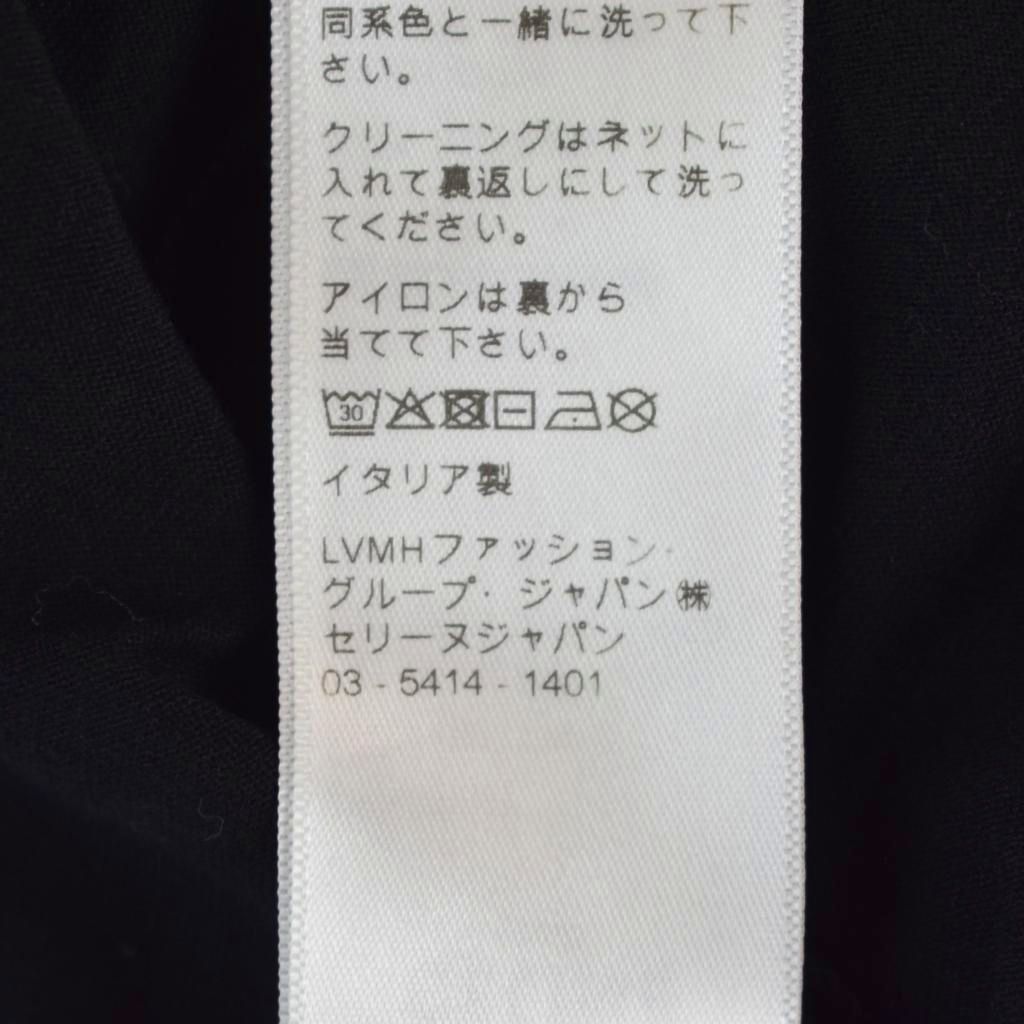 同系色と一緒に洗って下
さい。
クリーニングはネットに
入れて裏返しにして洗っ
てください。
アイロンは裏から
当てて下さい。
30
イタリア製
LVMHファッション·
グループ· ジャパン㈱
セリーヌジャパン
03 - 5414 - 1401